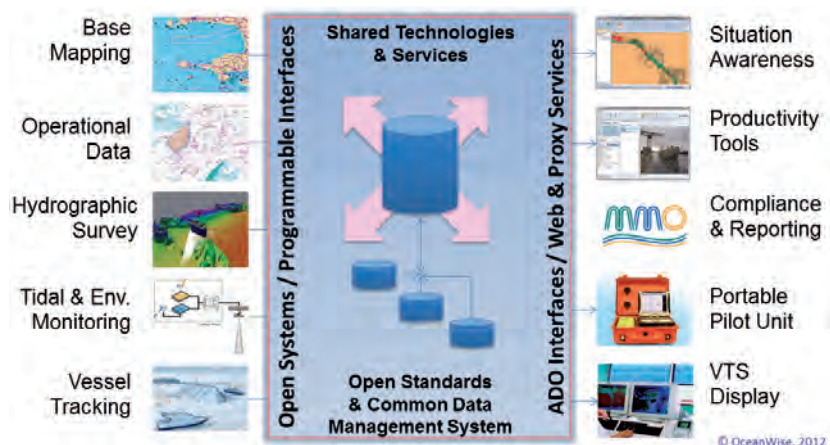 Base
Mapping
Operational
Data
Hydrographic
Survey
Tidal & Env.
Monitoring
Vessel
Tracking
Open Systems / Programmable Interfaces
Shared Technologies
& Services
Open Standards
& Common Data
Management System
ADO Interfaces / Web & Proxy Services
Situation
Awareness
Productivity
Tools
mmo
Compliance
& Reporting
Portable
Pilot Unit
VTS
Display
© OceanWise, 2012